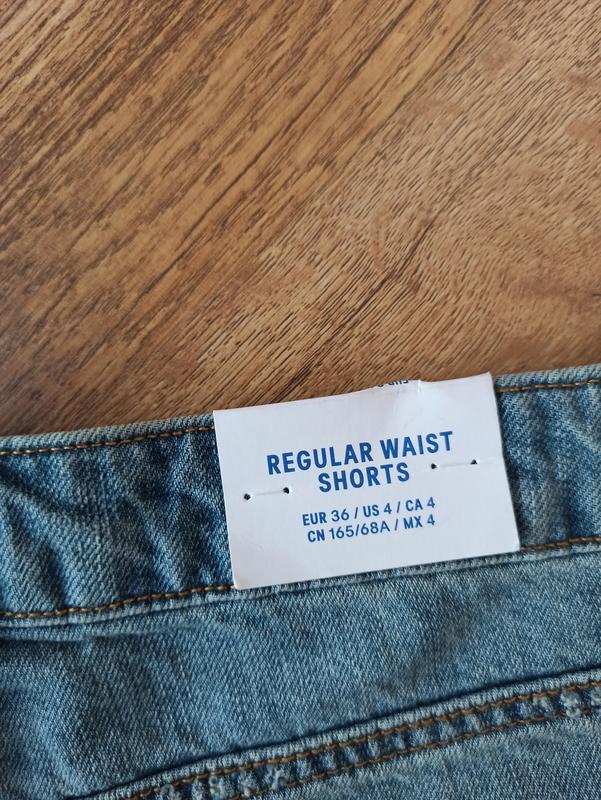 REGULAR WAIST
SHORTS
EUR 36 / US 4 / CA 4
CN 165/68A / MX 4